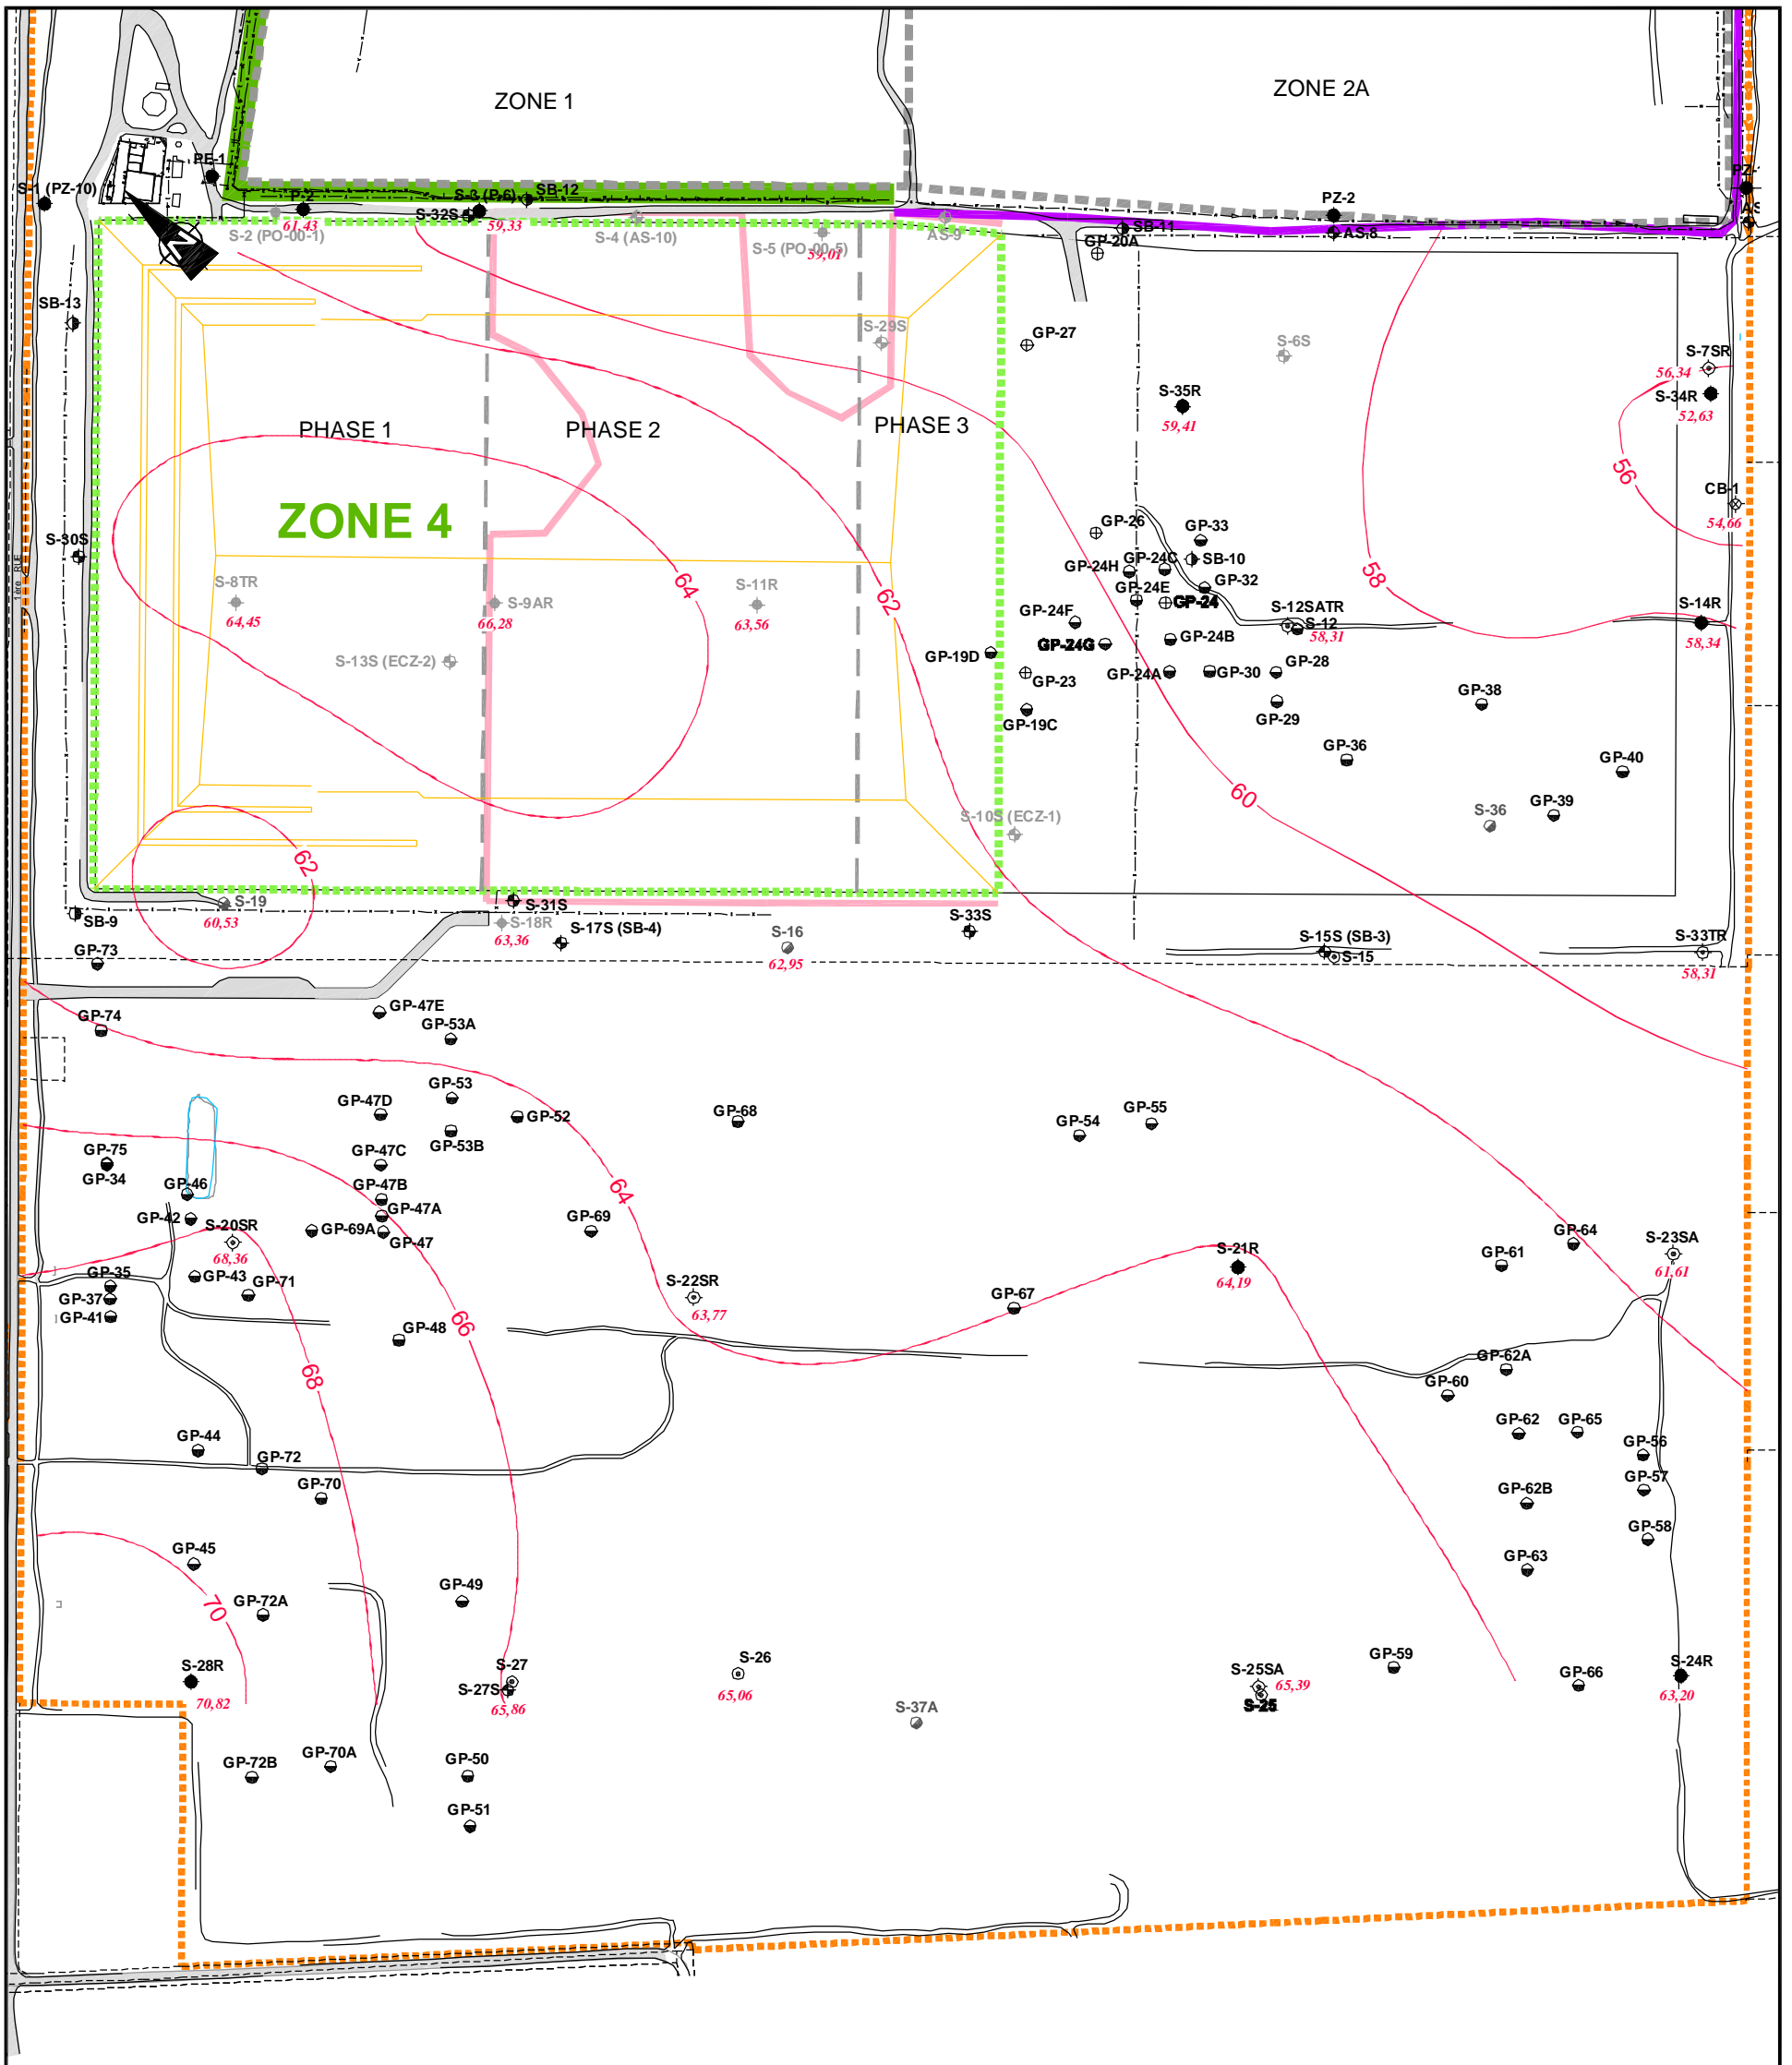 ZONE 1
ZONE 2A
PE-1
S-1 (PZ-10)
P-2
61,43
S-2 (PO-00-1)
S-32S
S-3 (P-6)
59,33
SB-12
S-4 (AS-10)
S-5 (PO-00-5)
59,01
AS-9
SB-11
GP-20A
PZ-2
AS-8
N
SB-13
S-29S
GP-27
S-6S
S-7SR
56,34
S-34R
52,63
S-35R
59,41
PHASE 1
PHASE 2
PHASE 3
56
CB-1
54,66
ZONE 4
GP-26
GP-33
S-30S
SB-10
GP-24H
GP-24C
1ère RUE
58
S-8TR
64,45
S-9AR
66,28
S-11R
63,56
64
62
GP-24E
GP-32
GP-24
GP-24F
S-12SATR
S-12
58,31
S-14R
58,34
S-13S (ECZ-2)
GP-19D
GP-24G
GP-24B
GP-23
GP-24A
GP-30
GP-28
GP-19C
GP-29
GP-38
GP-36
GP-40
60
S-10S (ECZ-1)
S-36
GP-39
62
S-19
60,53
SB-9
S-31S
S-18R
63,36
S-17S (SB-4)
S-16
62,95
S-33S
S-15S (SB-3)
S-15
S-33TR
58,31
GP-73
GP-74
GP-47E
GP-53A
GP-53
GP-47D
GP-52
GP-68
GP-54
GP-55
GP-53B
GP-75
GP-34
GP-47C
GP-46
GP-47B
64
GP-42
GP-47A
S-20SR
68,36
GP-69A
GP-47
GP-69
S-21R
64,19
GP-61
GP-64
S-23SA
61,61
GP-35
GP-43
GP-71
GP-37
GP-41
S-22SR
63,77
GP-67
66
GP-48
68
GP-62A
GP-60
GP-44
GP-72
GP-62
GP-65
GP-56
GP-70
GP-57
GP-62B
GP-58
GP-45
GP-63
70
GP-72A
GP-49
S-28R
70,82
S-27
S-27S
65,86
S-26
65,06
S-25SA
65,39
S-25
GP-59
GP-66
S-24R
63,20
S-37A
GP-72B
GP-70A
GP-50
GP-51